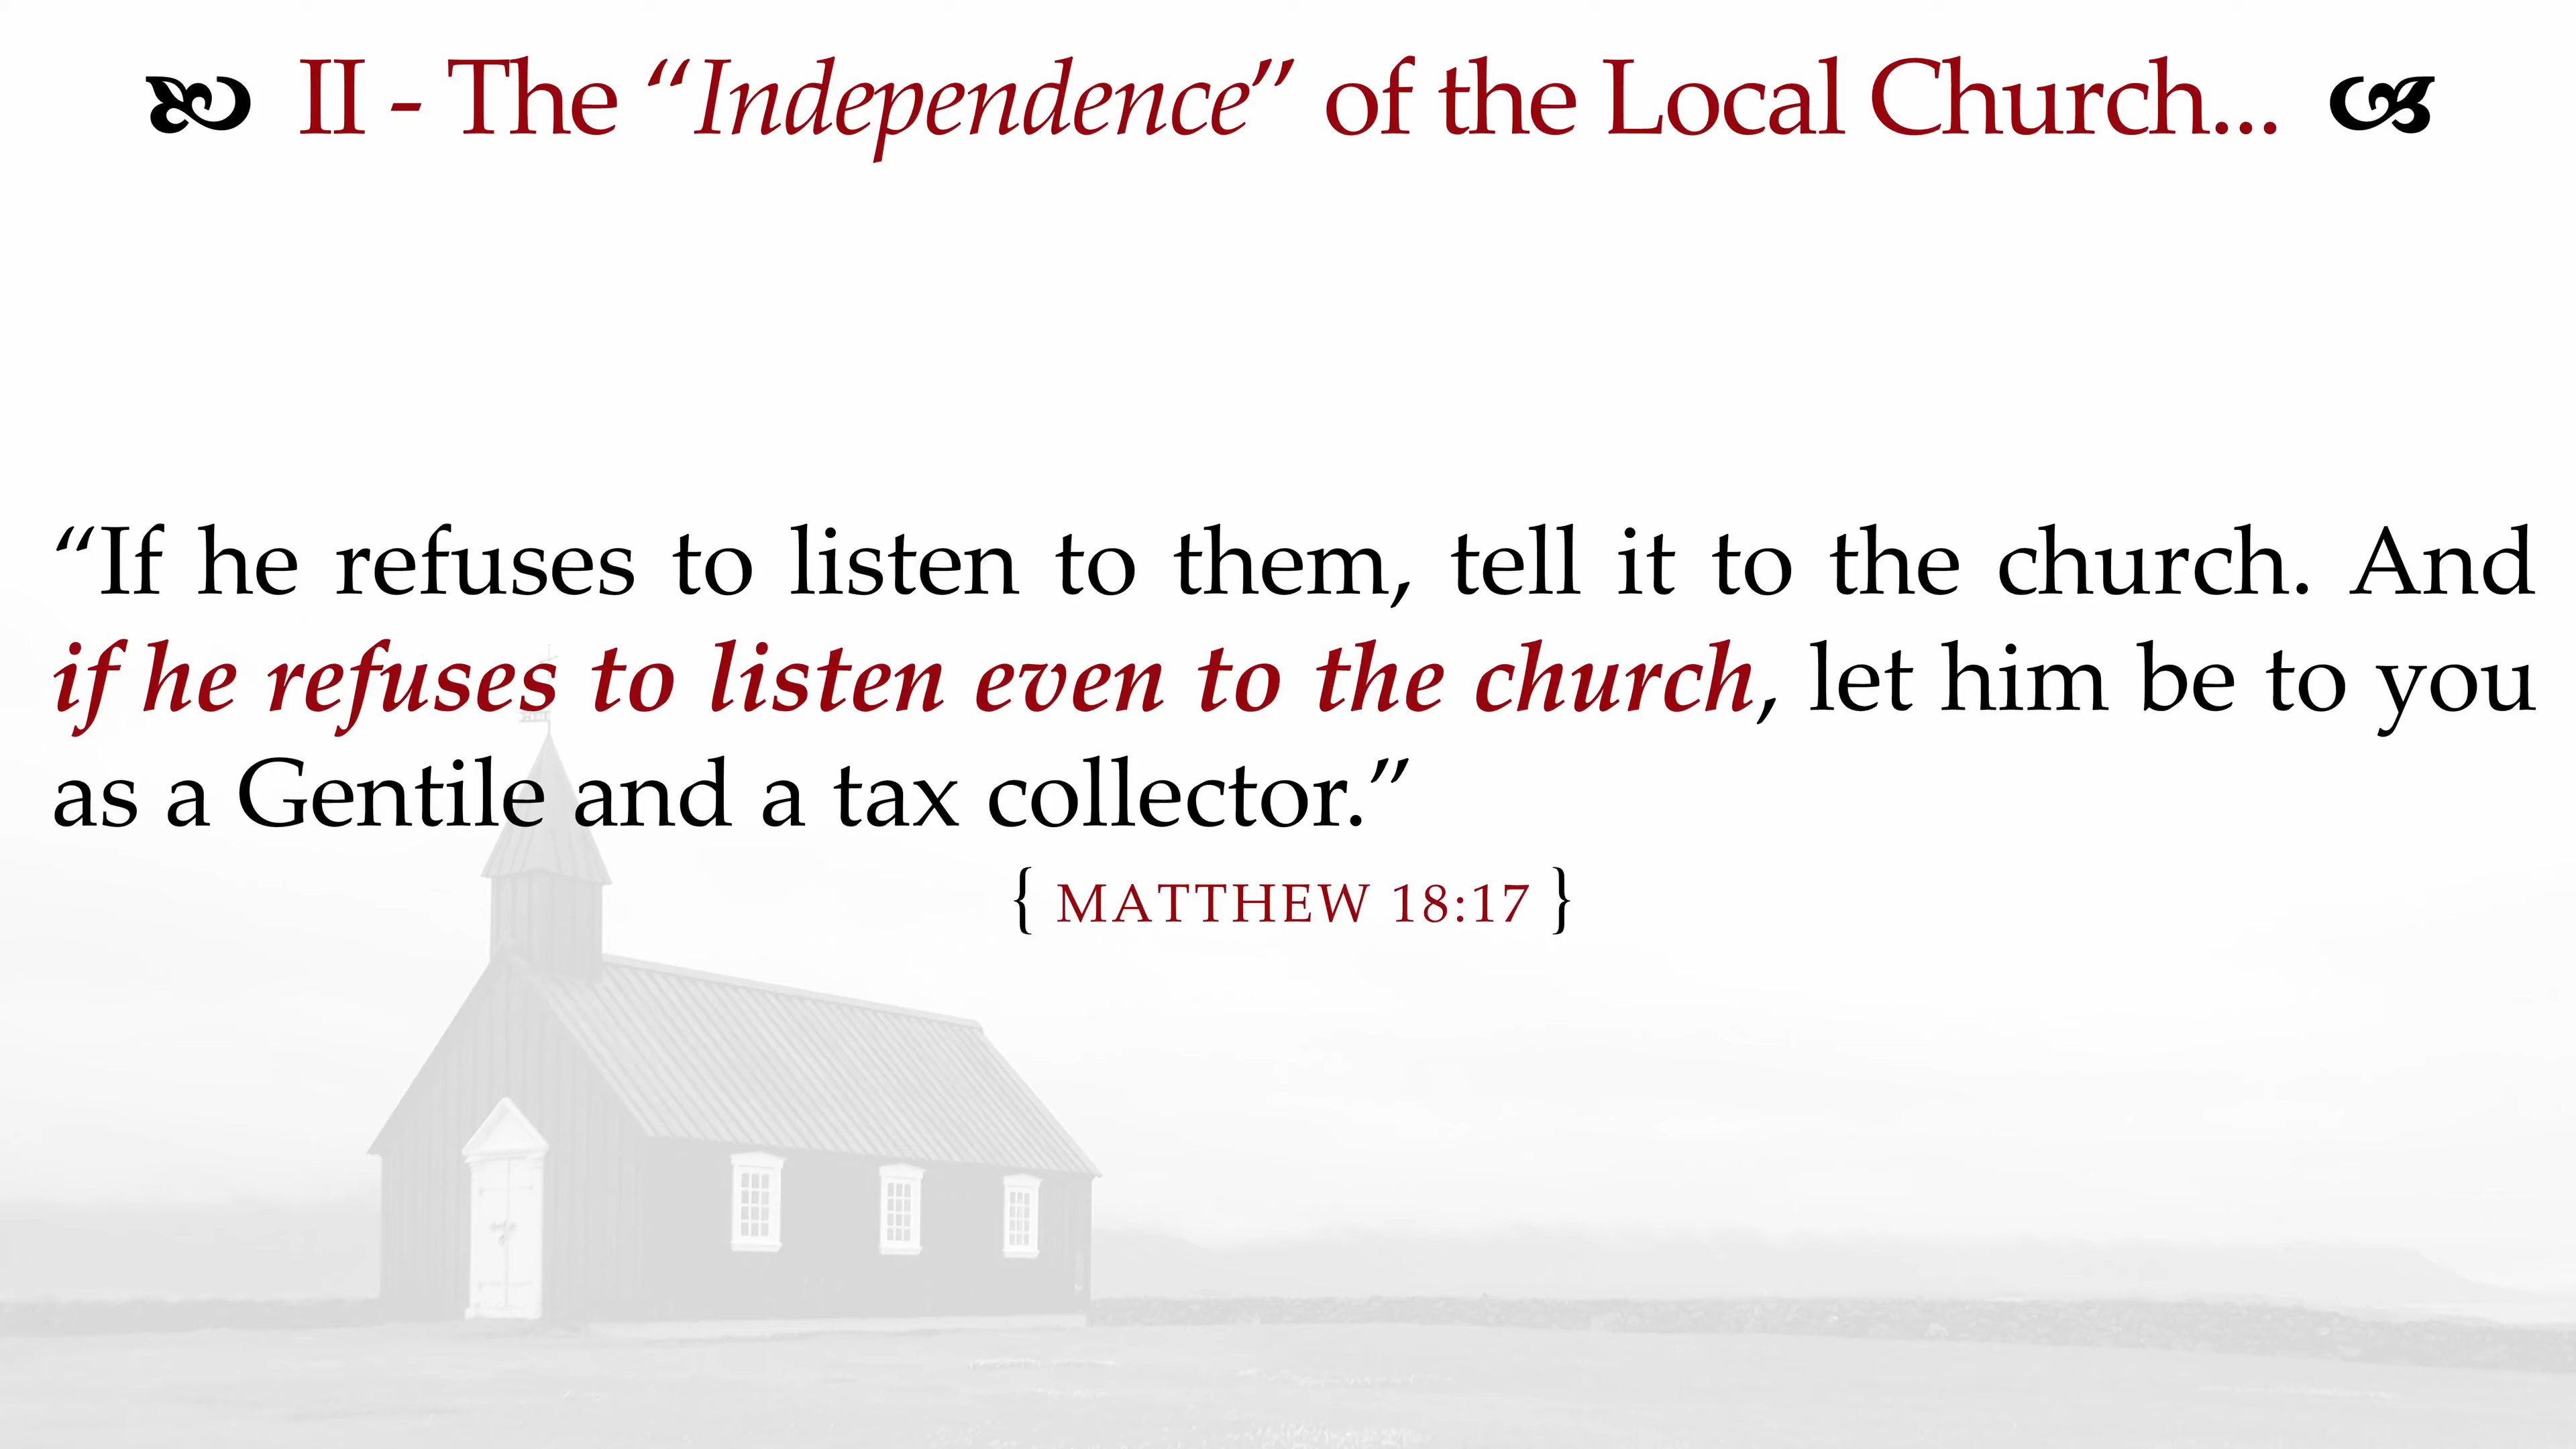 II - The “Independence” of the Local Church...
“If he refuses to listen to them, tell it to the church. And
if he refuses to listen even to the church, let him be to you
as a Gentile and a tax collector.”
{ MATTHEW 18:17 }